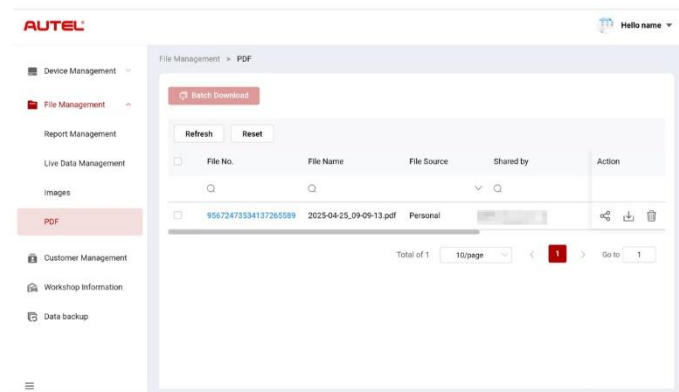 AUTEL
Hello name
Device Management
File Management
Report Management
Live Data Management
Images
PDF
Customer Management
Workshop Information
Data backup
File Management > PDF
Batch Download
Refresh Reset
File No. File Name File Source Shared by Action
95672473534137265589 2025-04-25_09-09-13.pdf Personal
Total of 1 10/page < 1 > Go to 1